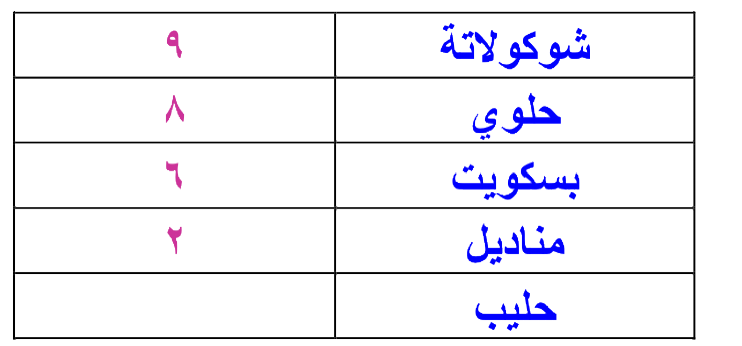 شوكولاتة ٩
حلوي ٨
بسكويت ٦
مناديل ٢
حليب